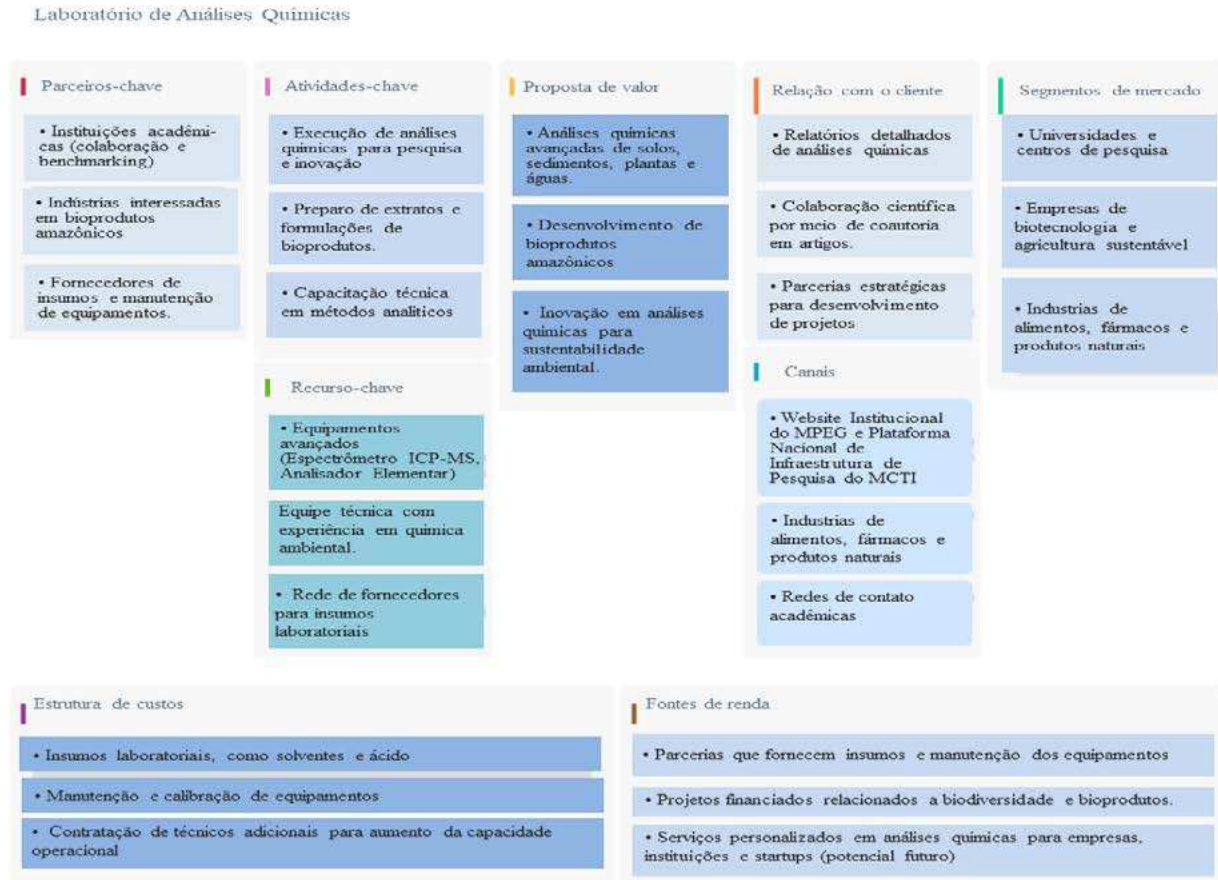 Laboratório de Análises Químicas
Parceiros-chave
• Instituições acadêmi-
cas (colaboração e
benchmarking)
• Indústrias interessadas
em bioprodutos
amazônicos
• Fornecedores de
insumos e manutenção
de equipamentos.
Atividades-chave
• Execução de análises
químicas para pesquisa
e inovação
• Preparo de extratos e
formulações de
bioprodutos.
• Capacitação técnica
em métodos analíticos
Recurso-chave
• Equipamentos
avançados
(Espectrômetro ICP-MS,
Analisador Elementar)
Equipe técnica com
experiência em química
ambiental.
• Rede de fornecedores
para insumos
laboratoriais
Proposta de valor
• Análises químicas
avançadas de solos,
sedimentos, plantas e
águas.
• Desenvolvimento de
bioprodutos
amazônicos
• Inovação em análises
químicas para
sustentabilidade
ambiental.
Relação com o cliente
• Relatórios detalhados
de análises químicas
• Colaboração científica
por meio de coautoria
em artigos.
• Parcerias estratégicas
para desenvolvimento
de projetos
Canais
• Website Institucional
do MPEG e Plataforma
Nacional de
Infraestrutura de
Pesquisa do MCTI
• Industrias de
alimentos, fármacos e
produtos naturais
• Redes de contato
acadêmicas
Segmentos de mercado
• Universidades e
centros de pesquisa
• Empresas de
biotecnologia e
agricultura sustentável
• Industrias de
alimentos, fármacos e
produtos naturais
Estrutura de custos
• Insumos laboratoriais, como solventes e ácido
• Manutenção e calibração de equipamentos
• Contratação de técnicos adicionais para aumento da capacidade
operacional
Fontes de renda
• Parcerias que fornecem insumos e manutenção dos equipamentos
• Projetos financiados relacionados a biodiversidade e bioprodutos.
• Serviços personalizados em análises químicas para empresas,
instituições e startups (potencial futuro)